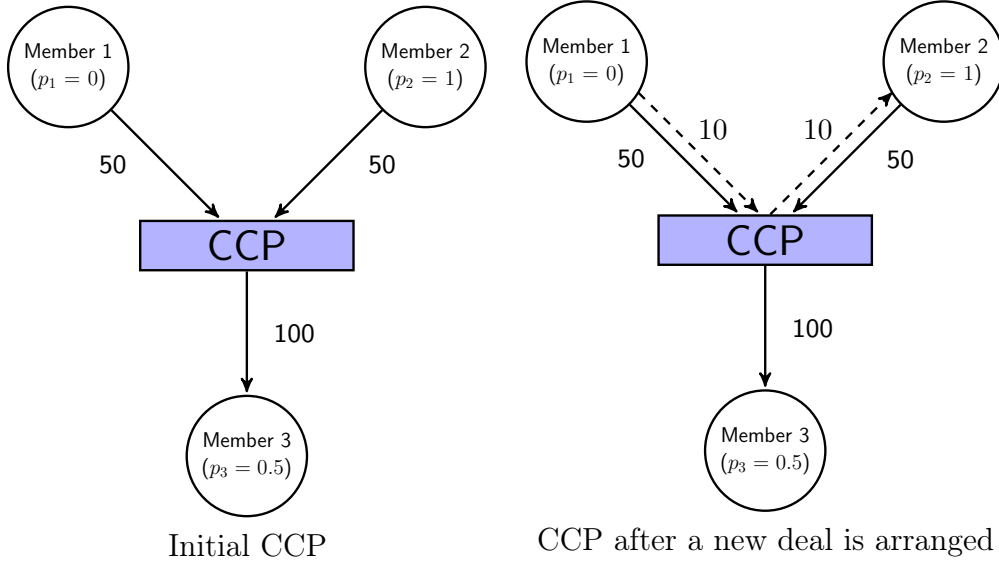 Member 1
(p₁ = 0)
Member 2
(p₂ = 1)
50
50
CCP
100
Member 3
(p₃ = 0.5)
Initial CCP
Member 1
(p₁ = 0)
Member 2
(p₂ = 1)
10
10
50
50
CCP
100
Member 3
(p₃ = 0.5)
CCP after a new deal is arranged